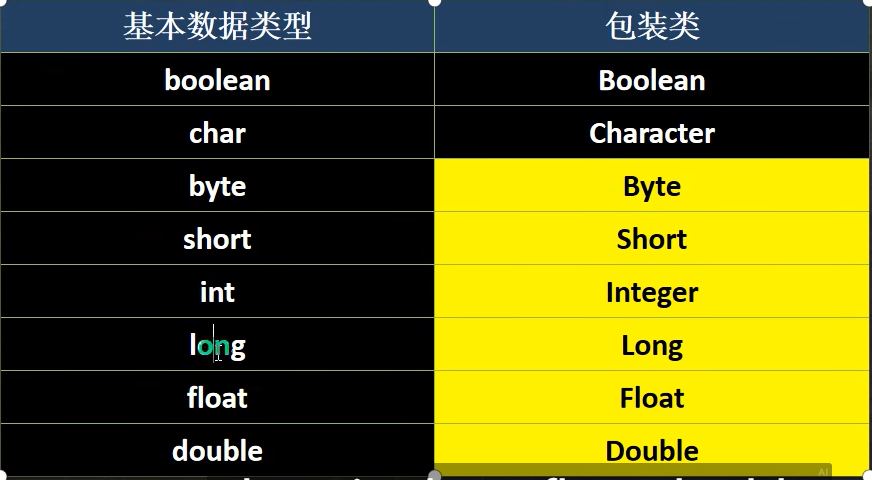 基本数据类型 包装类
boolean Boolean
char Character
byte Byte
short Short
int Integer
long Long
float Float
double Double
AI